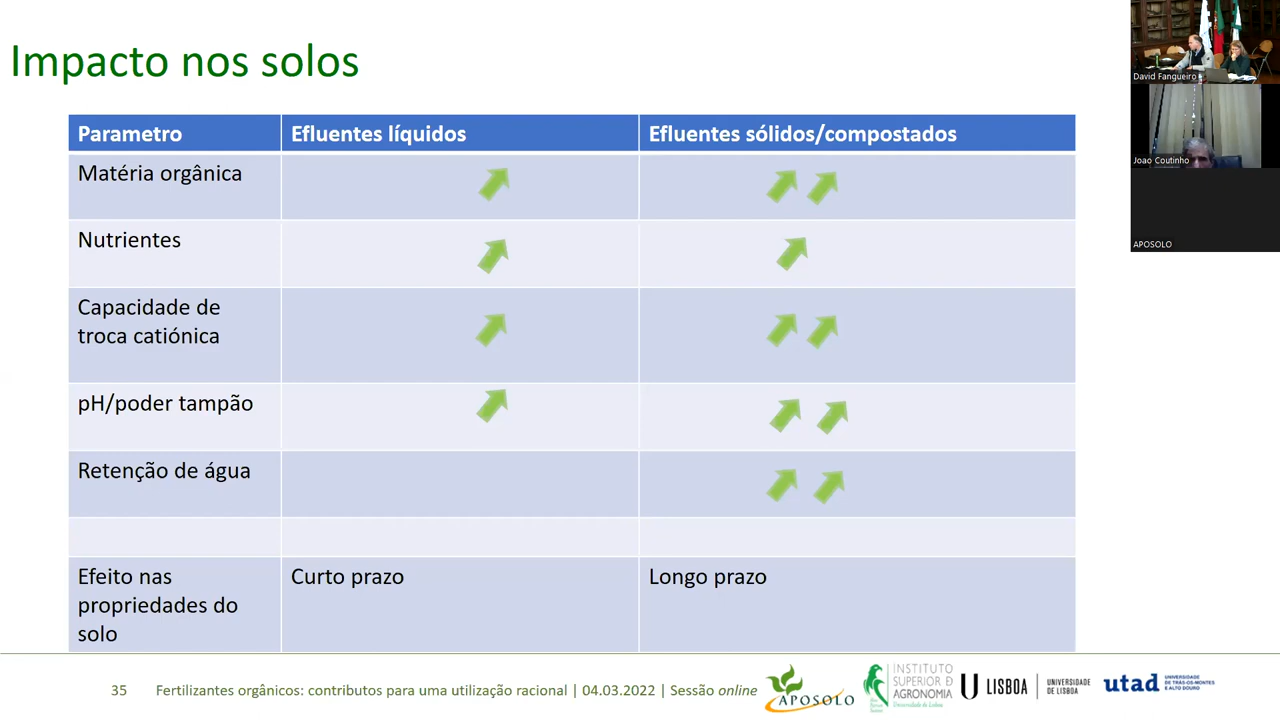 Impacto nos solos
David Fangueiro
Joao Coutinho
APOSOLO
Parametro Efluentes líquidos Efluentes sólidos/compostados
Matéria orgânica
Nutrientes
Capacidade de
troca catiónica
pH/poder tampão
Retenção de água
Efeito nas
propriedades do
solo
Curto prazo
Longo prazo
35 Fertilizantes orgânicos: contributos para uma utilização racional | 04.03.2022 | Sessão online
APOSOLO
INSTITUTO
SUPERIOR D
AGRONOMIA
Universidade de Lisboa
LISBOA
UNIVERSIDADE
DE LISBOA
utad
UNIVERSIDADE
DE TRÁS-OS-MONTES
E ALTO DOURO